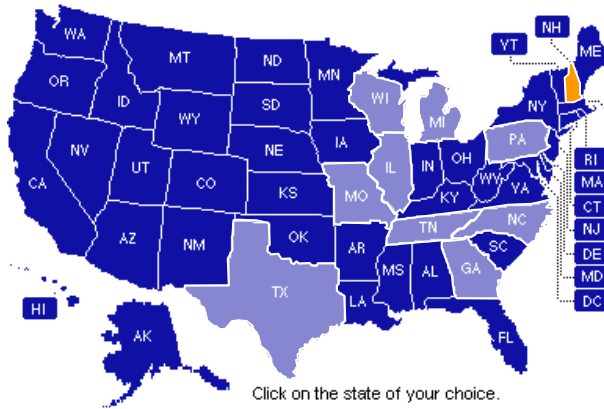 WA
MT
ND
MN
VT
NH
ME
OR
ID
SD
WI
MI
NY
WY
NV
UT
CO
NE
IA
IL
IN
OH
PA
CA
KS
MO
KY
WV
VA
RI
MA
CT
NJ
DE
MD
DC
AZ
NM
OK
AR
TN
NC
SC
MS
AL
GA
TX
LA
FL
HI
AK
Click on the state of your choice.